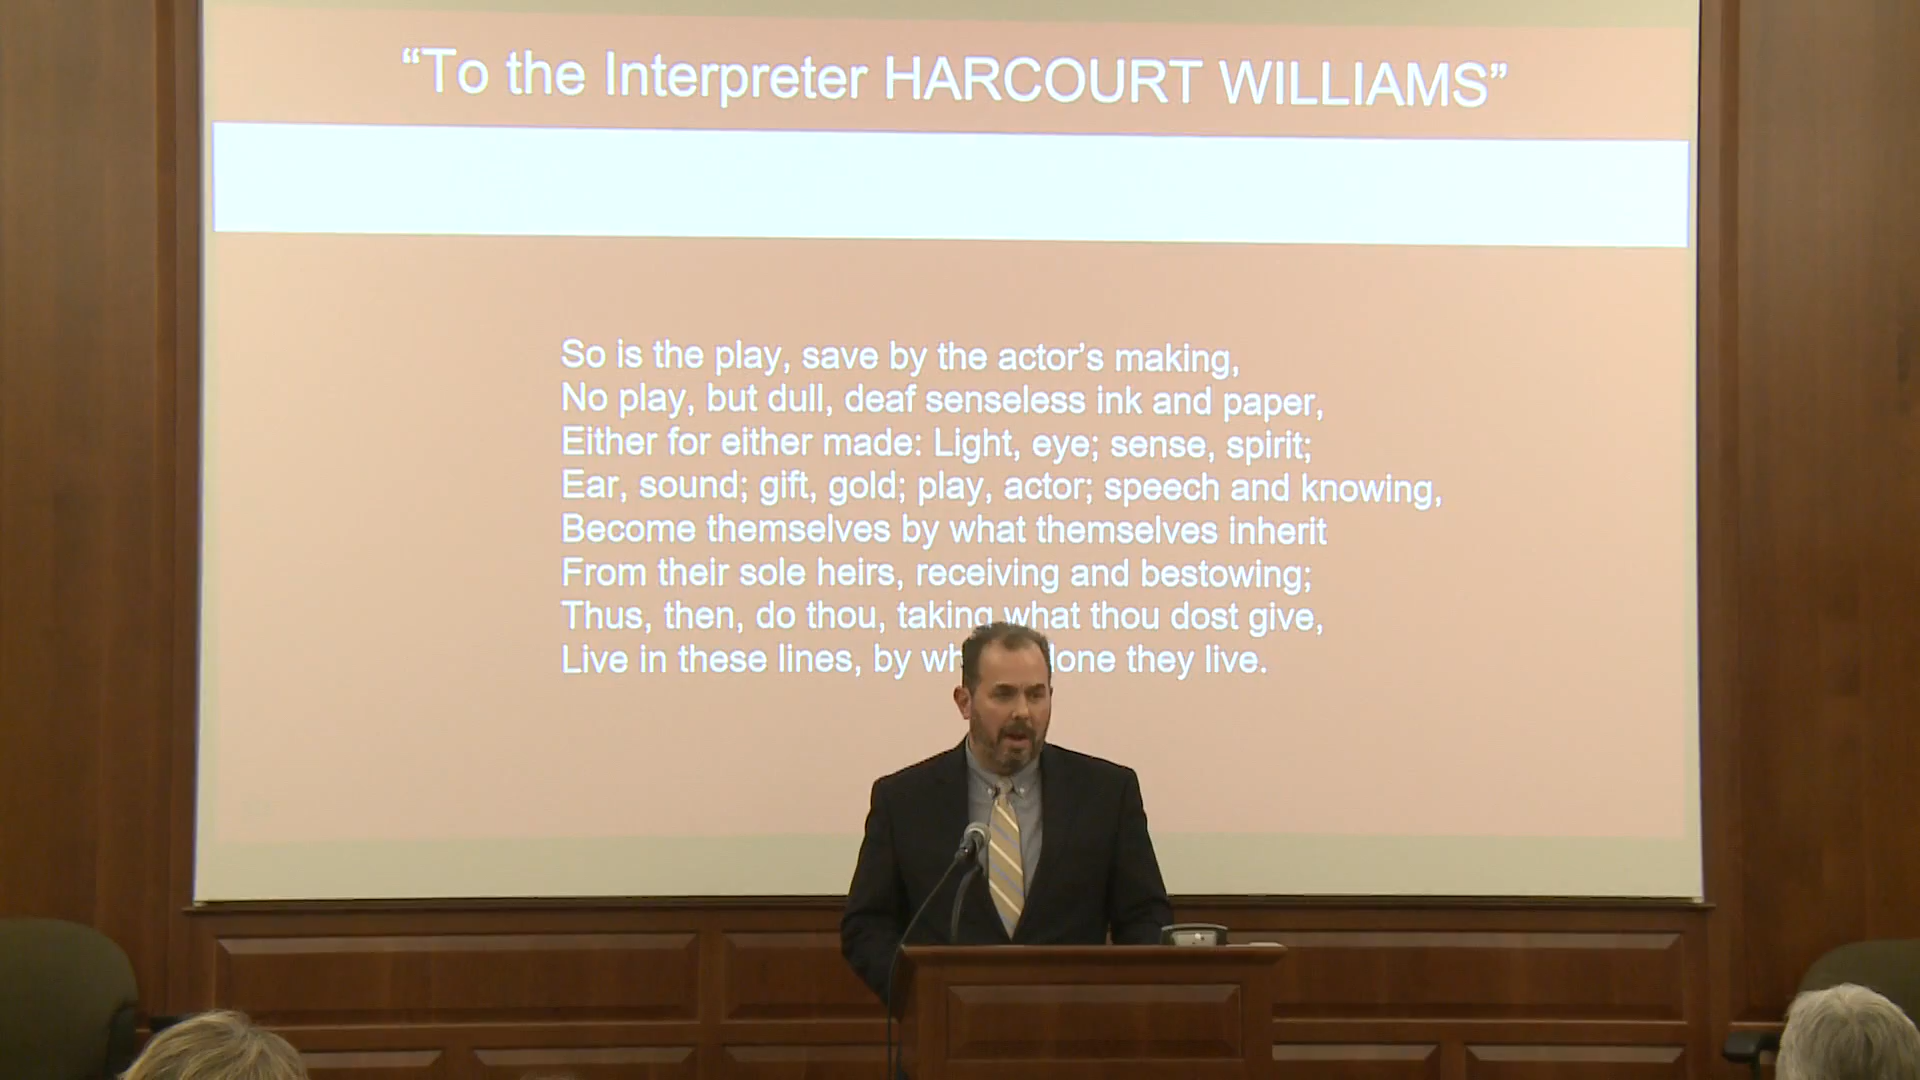 “To the Interpreter HARCOURT WILLIAMS”
So is the play, save by the actor’s making,
No play, but dull, deaf senseless ink and paper,
Either for either made: Light, eye; sense, spirit;
Ear, sound; gift, gold; play, actor; speech and knowing,
Become themselves by what themselves inherit
From their sole heirs, receiving and bestowing;
Thus, then, do thou, taking what thou dost give,
Live in these lines, by they live.